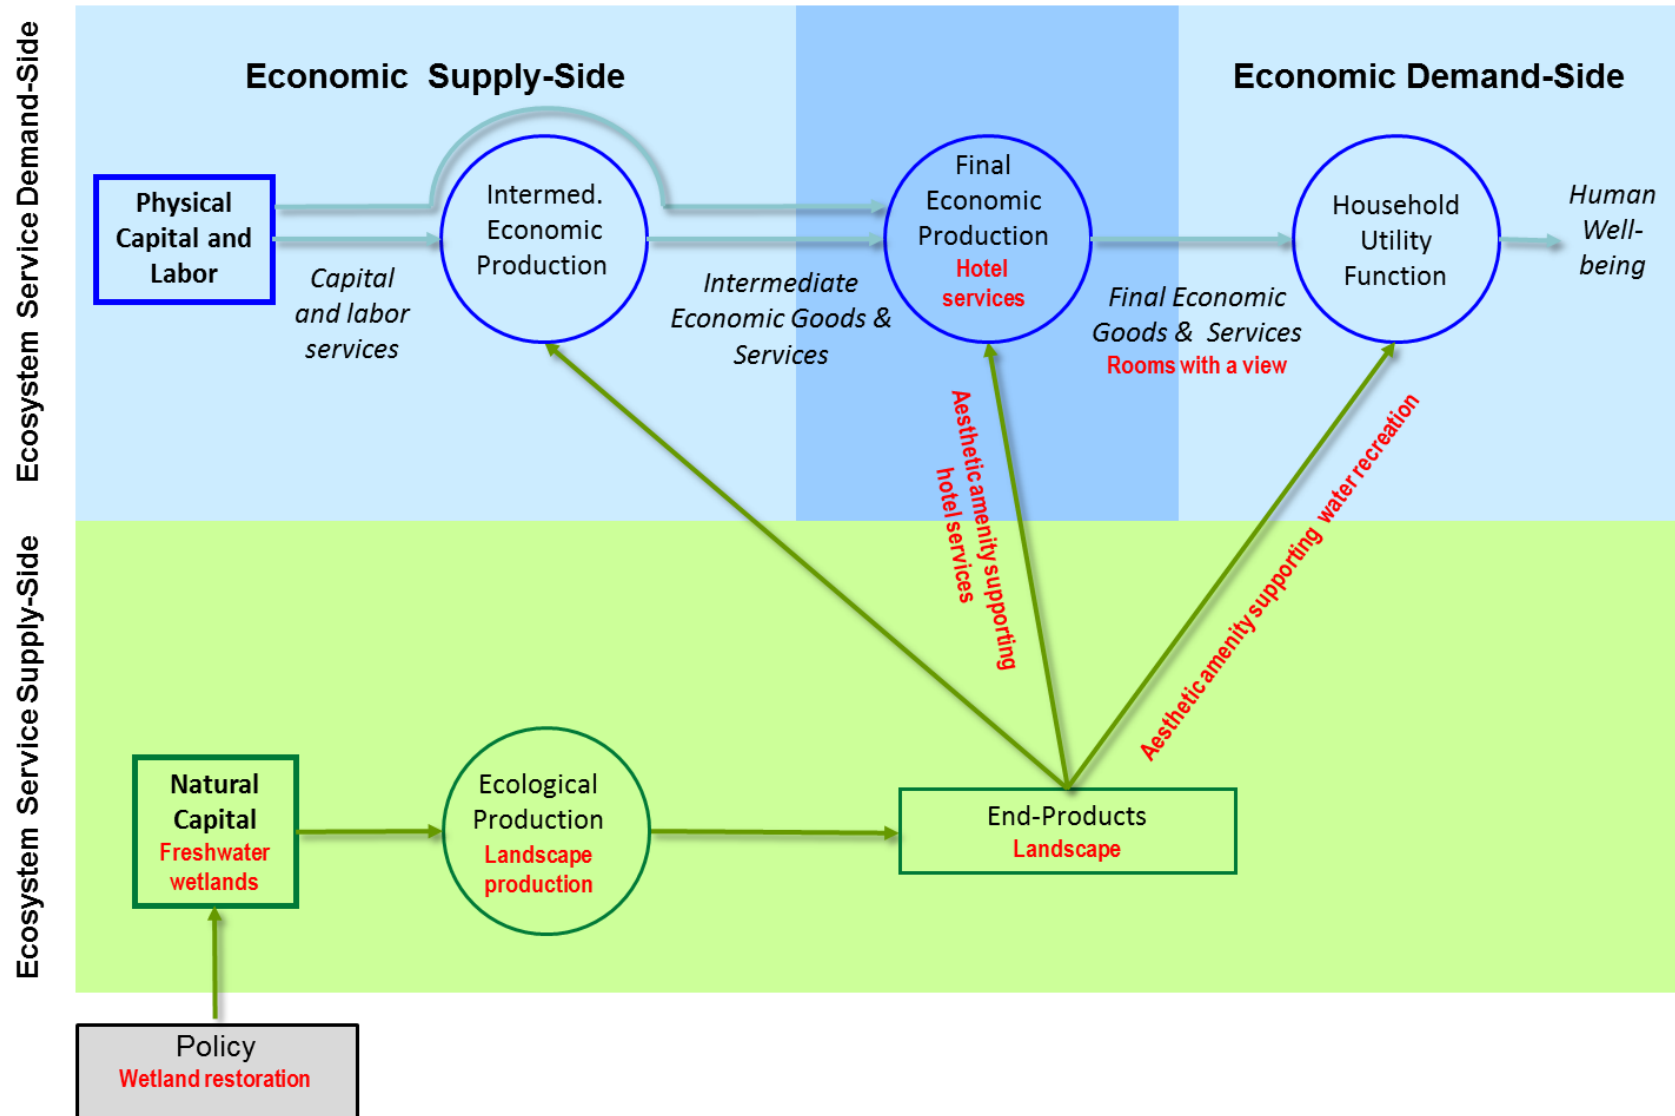 Ecosystem Service Demand-Side
Economic Supply-Side
Economic Demand-Side
Physical
Capital and
Labor
Capital
and labor
services
Intermed.
Economic
Production
Intermediate
Economic Goods &
Services
Final
Economic
Production
Hotel
services
Final Economic
Goods & Services
Rooms with a view
Household
Utility
Function
Human
Well-
being
Aesthetic amenity supporting
hotel services
Aesthetic amenity supporting water recreation
Ecosystem Service Supply-Side
Natural
Capital
Freshwater
wetlands
Ecological
Production
Landscape
production
End-Products
Landscape
Policy
Wetland restoration